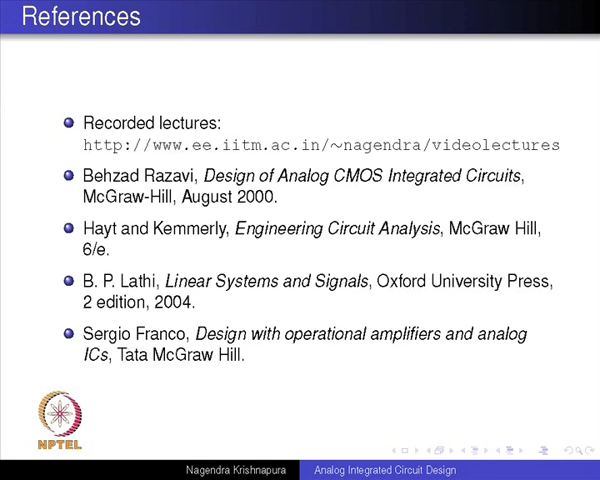 References
Recorded lectures:
http://www.ee.iitm.ac.in/~nagendra/videolectures
Behzad Razavi, Design of Analog CMOS Integrated Circuits,
McGraw-Hill, August 2000.
Hayt and Kemmerly, Engineering Circuit Analysis, McGraw Hill,
6/e.
B. P. Lathi, Linear Systems and Signals, Oxford University Press,
2 edition, 2004.
Sergio Franco, Design with operational amplifiers and analog
ICs, Tata McGraw Hill.
NPTEL
Nagendra Krishnapura Analog Integrated Circuit Design